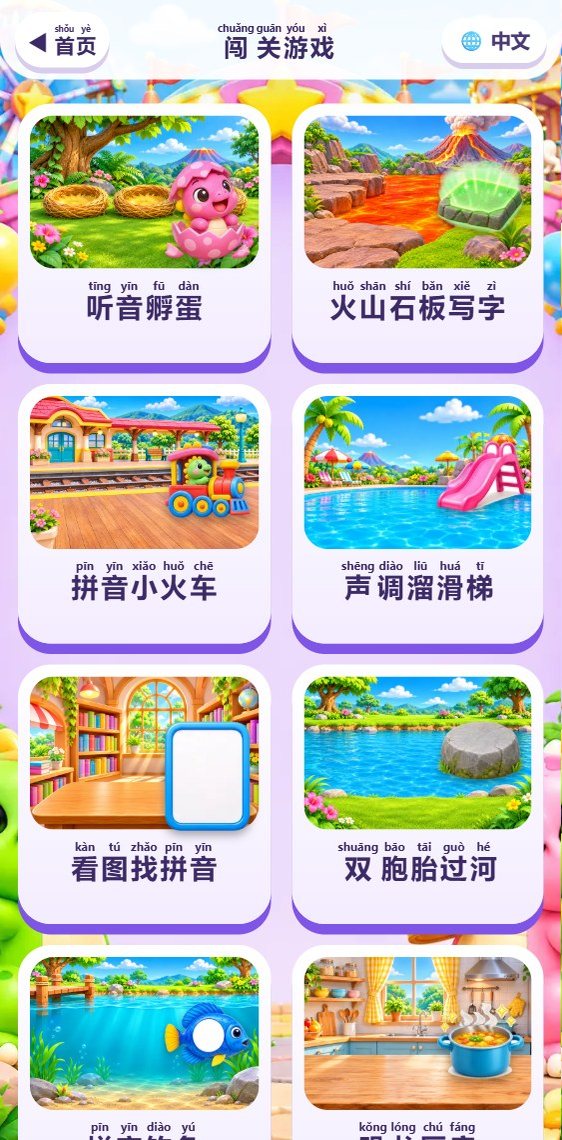 shǒu yè
◀ 首页
chuǎng guān yóu xì
闯关游戏
中文
tīng yīn fū dàn
听音孵蛋
huǒ shān shí bǎn xiě zì
火山石板写字
pīn yīn xiǎo huǒ chē
拼音小火车
shēng diào liū huá tī
声调溜滑梯
kàn tú zhǎo pīn yīn
看图找拼音
shuāng bāo tāi guò hé
双胞胎过河
pīn yīn diào yú
kǒng lóng chú fáng